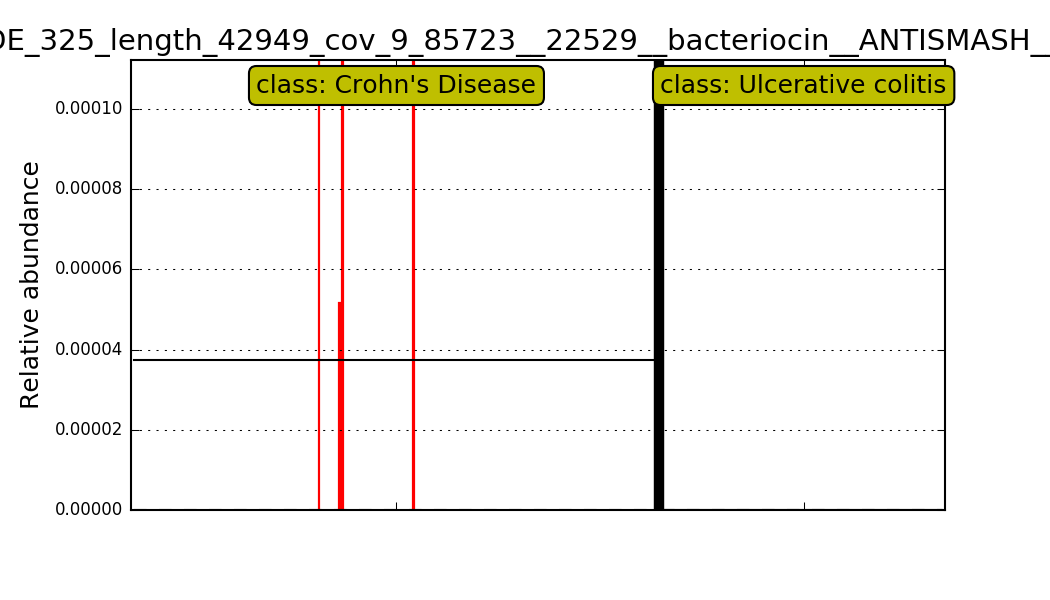 DE_325_length_42949_cov_9_85723__22529__bacteriocin__ANTISMASH__
class: Crohn's Disease
class: Ulcerative colitis
Relative abundance
0.00010
0.00008
0.00006
0.00004
0.00002
0.00000